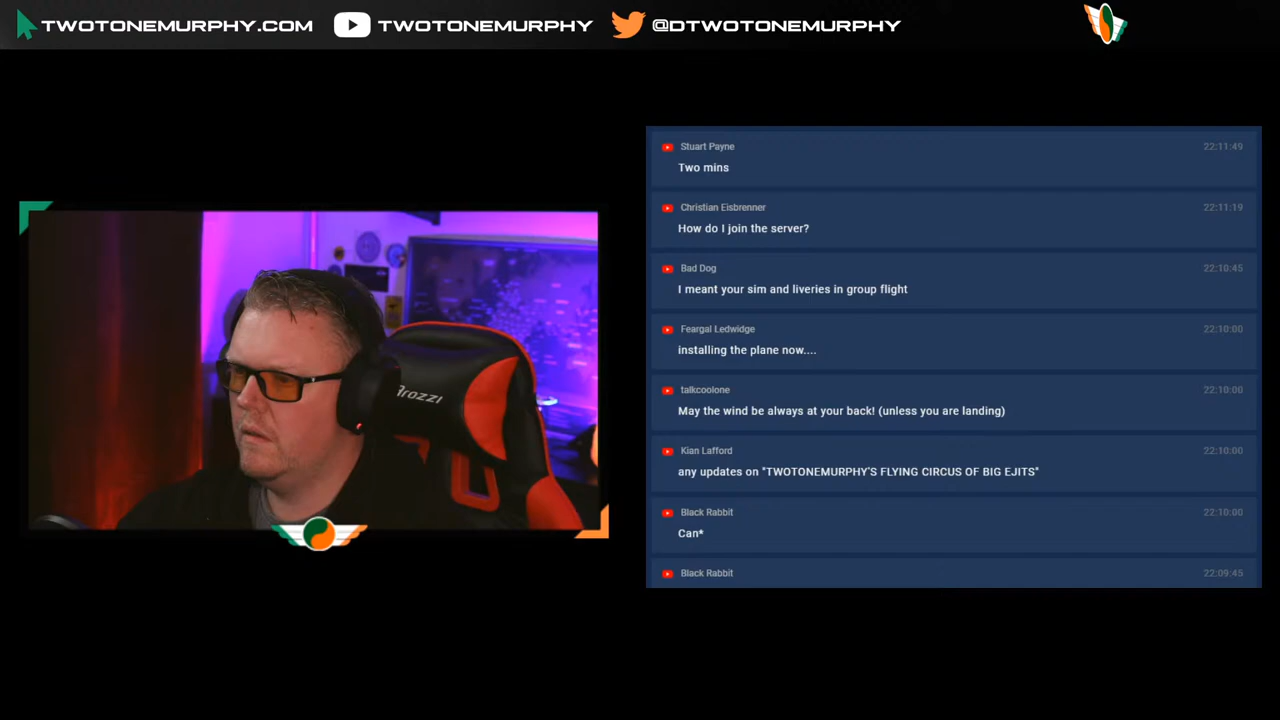 TWOTONEMURPHY.COM
TWOTONEMURPHY
@DTWOTONEMURPHY
Stuart Payne 22:11:49
Two mins
Christian Eisbrenner 22:11:19
How do I join the server?
Bad Dog 22:10:45
I meant your sim and liveries in group flight
Feargal Ledwidge 22:10:00
installing the plane now....
talkcoolone 22:10:00
May the wind be always at your back! (unless you are landing)
Kian Lafford 22:10:00
any updates on "TWOTONEMURPHY'S FLYING CIRCUS OF BIG EJITS"
Black Rabbit 22:10:00
Can*
Black Rabbit 22:09:45
Arozzi